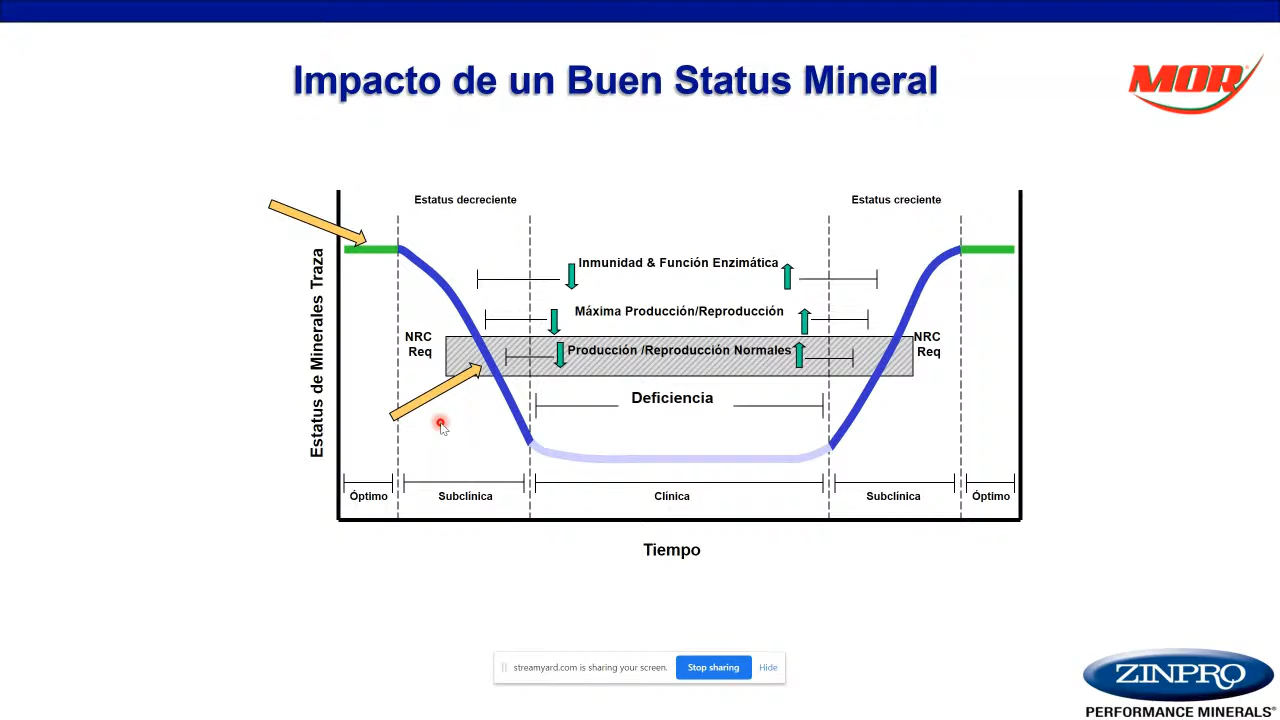 Impacto de un Buen Status Mineral
MOR
Estatus decreciente
Estatus creciente
Inmunidad & Función Enzimática
Máxima Producción/Reproducción
NRC
Req
Producción /Reproducción Normales
NRC
Req
Deficiencia
Estatus de Minerales Traza
Óptimo
Subclínica
Clínica
Subclínica
Óptimo
Tiempo
streamyard.com is sharing your screen.
Stop sharing
Hide
ZINPRO
PERFORMANCE MINERALS®